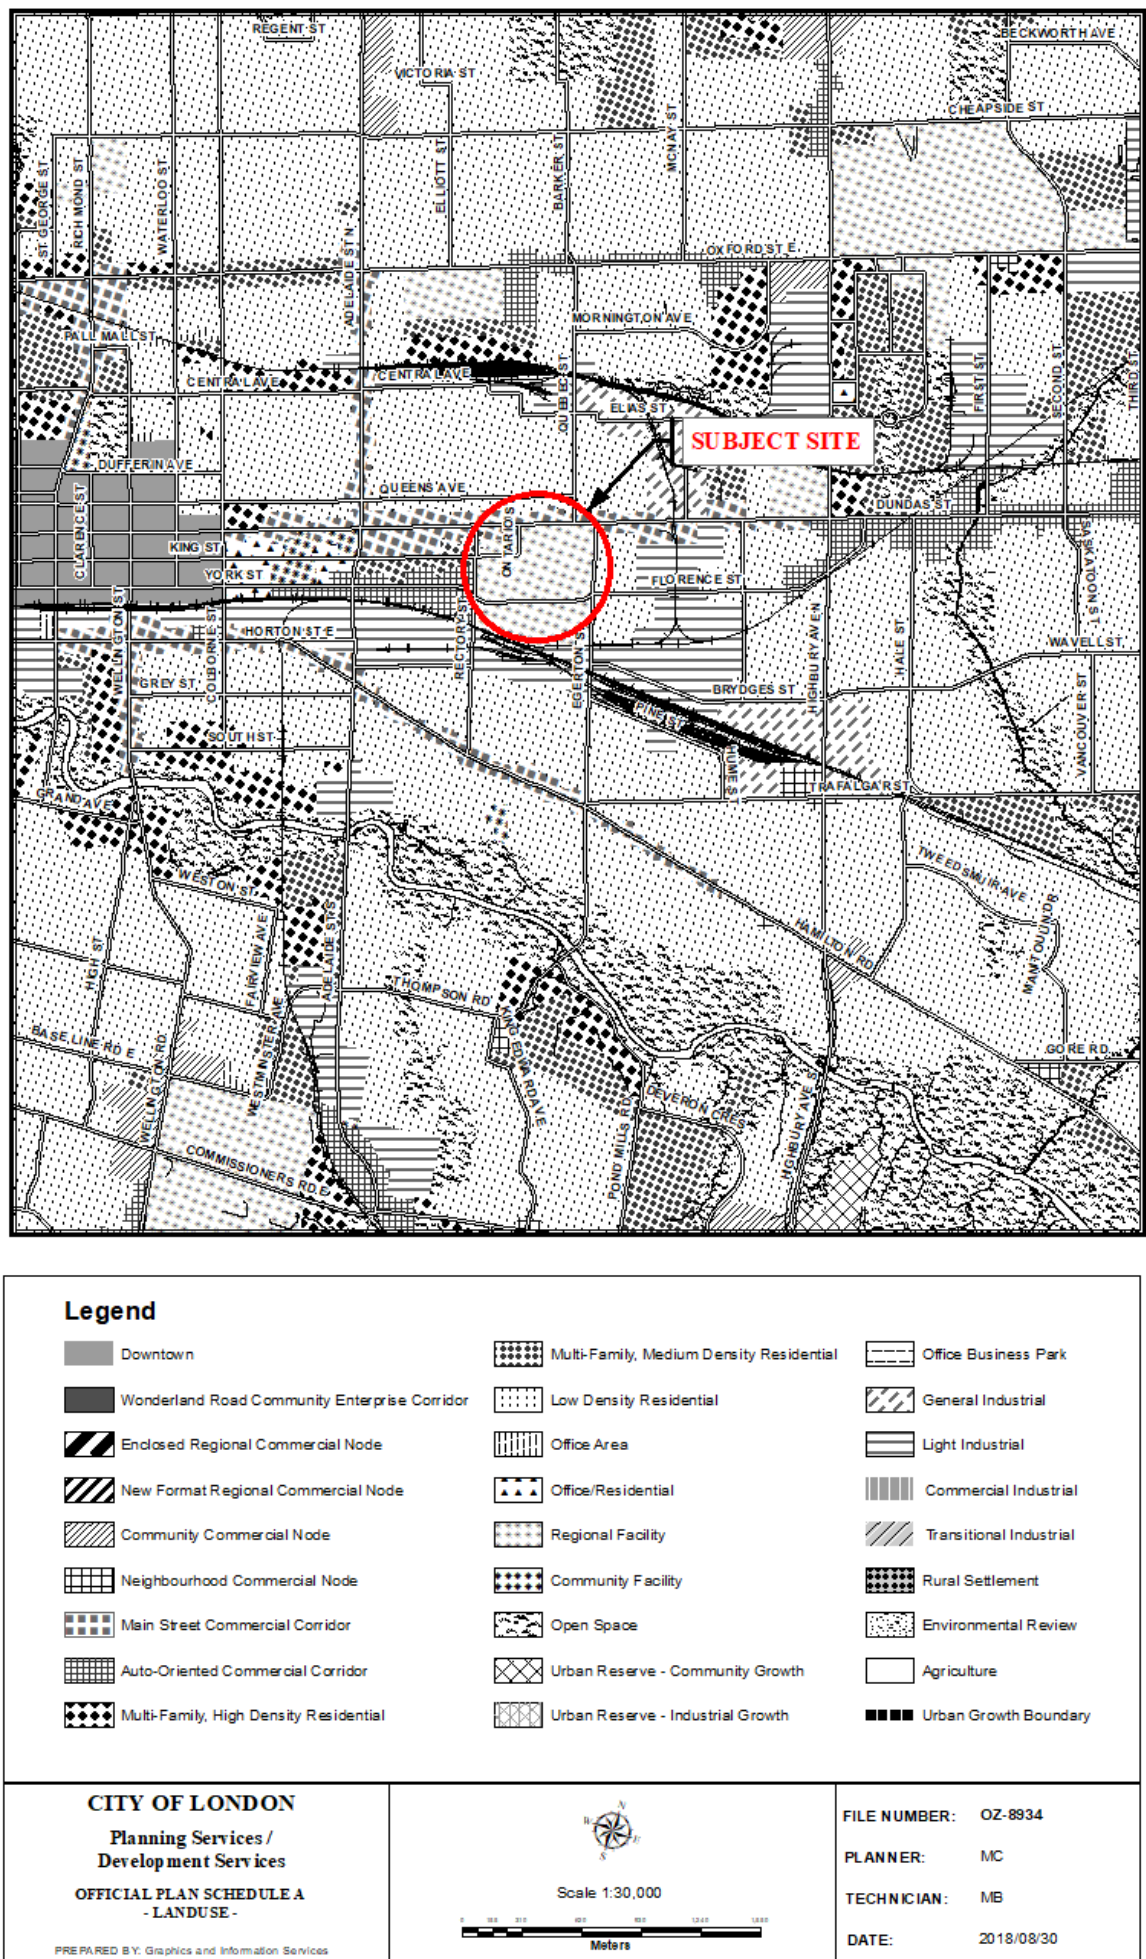 REGENT ST
BECKWORTH AVE
VICTORIA ST
CHEAPSIDE ST
MCNAY ST
ELLIOTT ST
BARKER ST
ST GEORGE ST
RICHMOND ST
WATERLOO ST
ADELAIDE ST N
OXFORD ST E
MORNINGTON AVE
PALL MALL ST
CENTRAL AVE
CENTRAL AVE
QUEBEC ST
ELIAS ST
FIRST ST
SECOND ST
THIRD ST
SUBJECT SITE
DUFFERIN AVE
QUEENS AVE
DUNDAS ST
CLARENCE ST
KING ST
ONTARIO S
YORK ST
FLORENCE ST
SASKATOON ST
WELLINGTON ST
COLBORNE ST
HORTON ST E
RECTORY ST
EGERTON ST
HIGHBURY AVE N
HALE ST
WAVELL ST
GREY ST
BRYDGES ST
PINE ST
VANCOUVER ST
SOUTH ST
HUME ST
TRAFALGAR ST
GRAND AVE
TWEEDSMUIR AVE
WESTON ST
MANITOULIN DR
HIGH ST
FAIRVIEW AVE
ADELAIDE ST S
HAMILTON RD
THOMPSON RD
KING EDWARD AVE
BASE LINE RD E
WELLINGTON RD
WESTMINSTER AVE
GORE RD
DEVERON CRES
POND MILLS RD
HIGHBURY AVE S
COMMISSIONERS RD E
Legend
Downtown
Wonderland Road Community Enterprise Corridor
Enclosed Regional Commercial Node
New Format Regional Commercial Node
Community Commercial Node
Neighbourhood Commercial Node
Main Street Commercial Corridor
Auto-Oriented Commercial Corridor
Multi-Family, High Density Residential
Multi-Family, Medium Density Residential
Low Density Residential
Office Area
Office/Residential
Regional Facility
Community Facility
Open Space
Urban Reserve - Community Growth
Urban Reserve - Industrial Growth
Office Business Park
General Industrial
Light Industrial
Commercial Industrial
Transitional Industrial
Rural Settlement
Environmental Review
Agriculture
Urban Growth Boundary
CITY OF LONDON
Planning Services /
Development Services
OFFICIAL PLAN SCHEDULE A
- LANDUSE -
PREPARED BY: Graphics and Information Services
N
W
E
S
Scale 1:30,000
Meters
FILE NUMBER: OZ-8934
PLANNER: MC
TECHNICIAN: MB
DATE: 2018/08/30